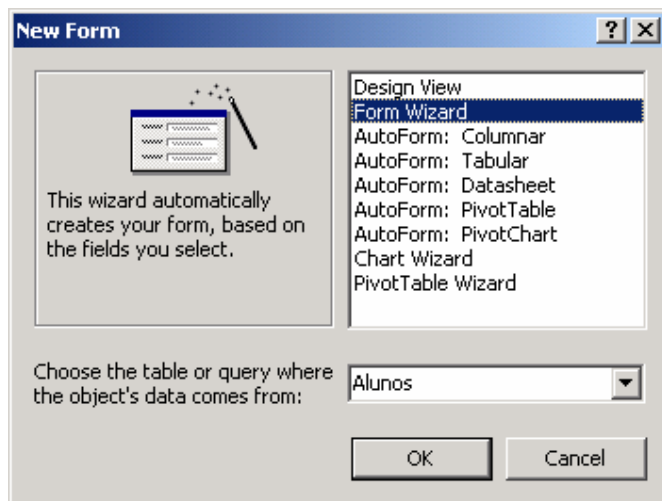 New Form
This wizard automatically
creates your form, based on
the fields you select.
Design View
Form Wizard
AutoForm: Columnar
AutoForm: Tabular
AutoForm: Datasheet
AutoForm: PivotTable
AutoForm: PivotChart
Chart Wizard
PivotTable Wizard
Choose the table or query where
the object's data comes from:
Alunos
OK
Cancel